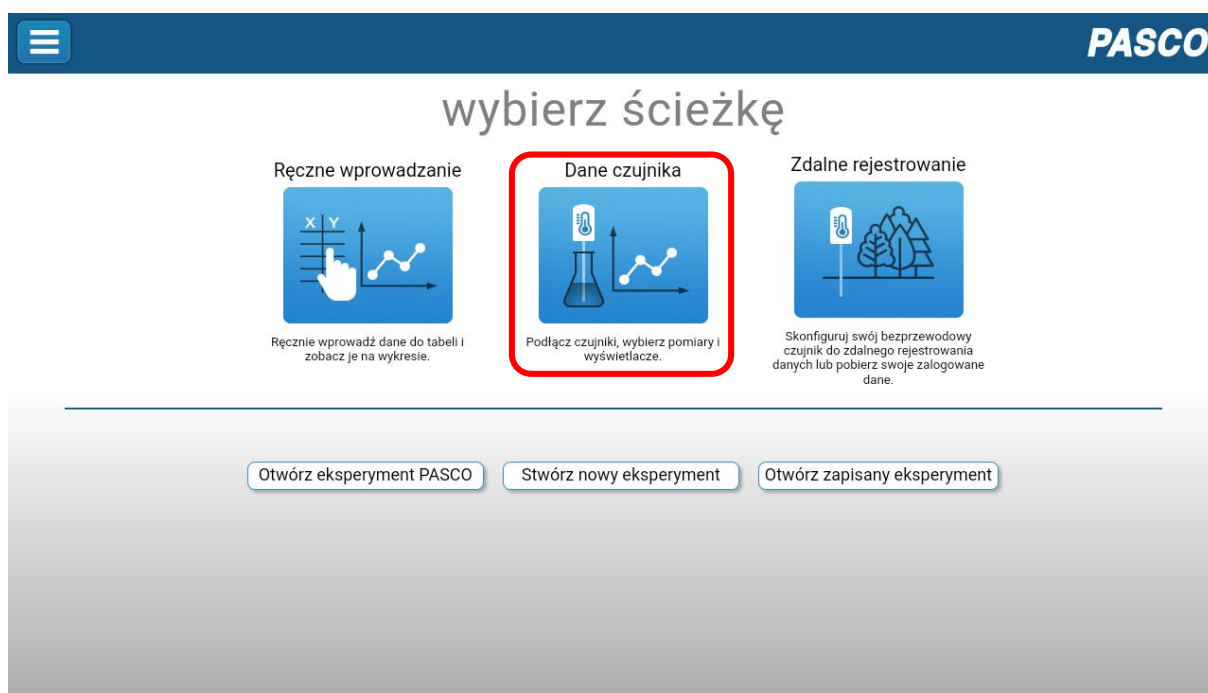 PASCO
wybierz ścieżkę
Ręczne wprowadzanie
X Y
Ręcznie wprowadź dane do tabeli i
zobacz je na wykresie.
Dane czujnika
Podłącz czujniki, wybierz pomiary i
wyświetlacze.
Zdalne rejestrowanie
Skonfiguruj swój bezprzewodowy
czujnik do zdalnego rejestrowania
danych lub pobierz swoje zalogowane
dane.
Otwórz eksperyment PASCO
Stwórz nowy eksperyment
Otwórz zapisany eksperyment